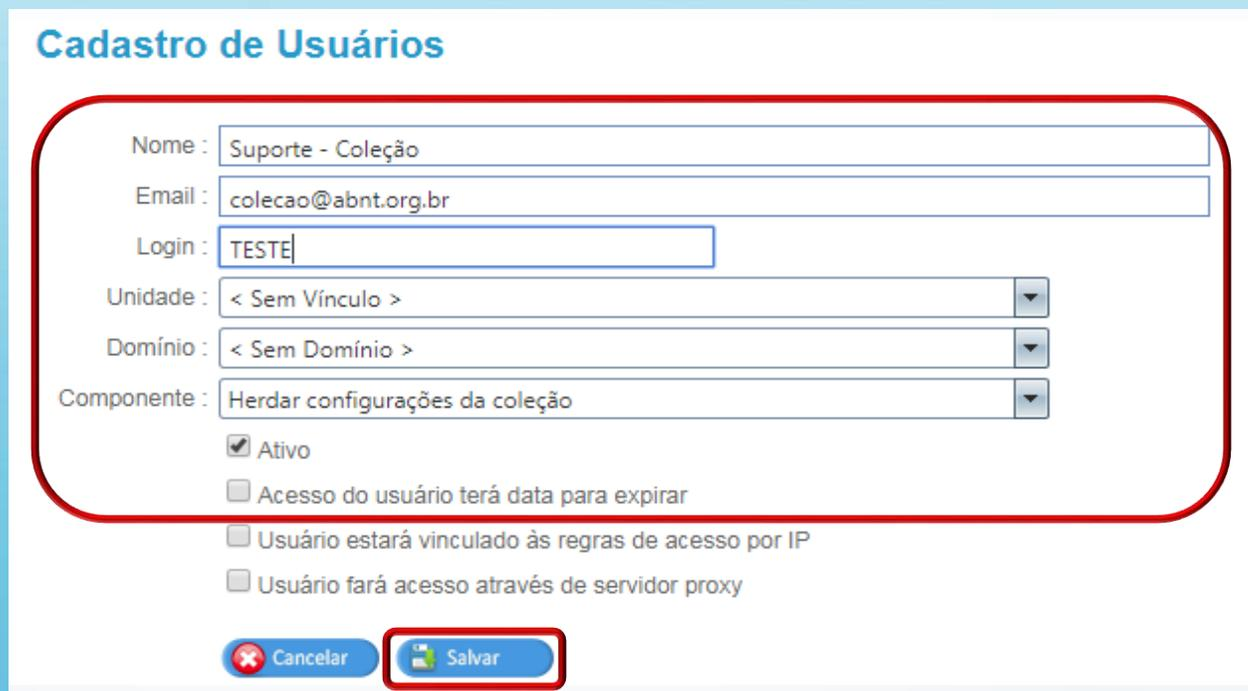 Cadastro de Usuários
Nome : Suporte - Coleção
Email : colecao@abnt.org.br
Login : TESTE
Unidade : < Sem Vínculo >
Domínio : < Sem Domínio >
Componente : Herdar configurações da coleção
Ativo
Acesso do usuário terá data para expirar
Usuário estará vinculado às regras de acesso por IP
Usuário fará acesso através de servidor proxy
Cancelar Salvar